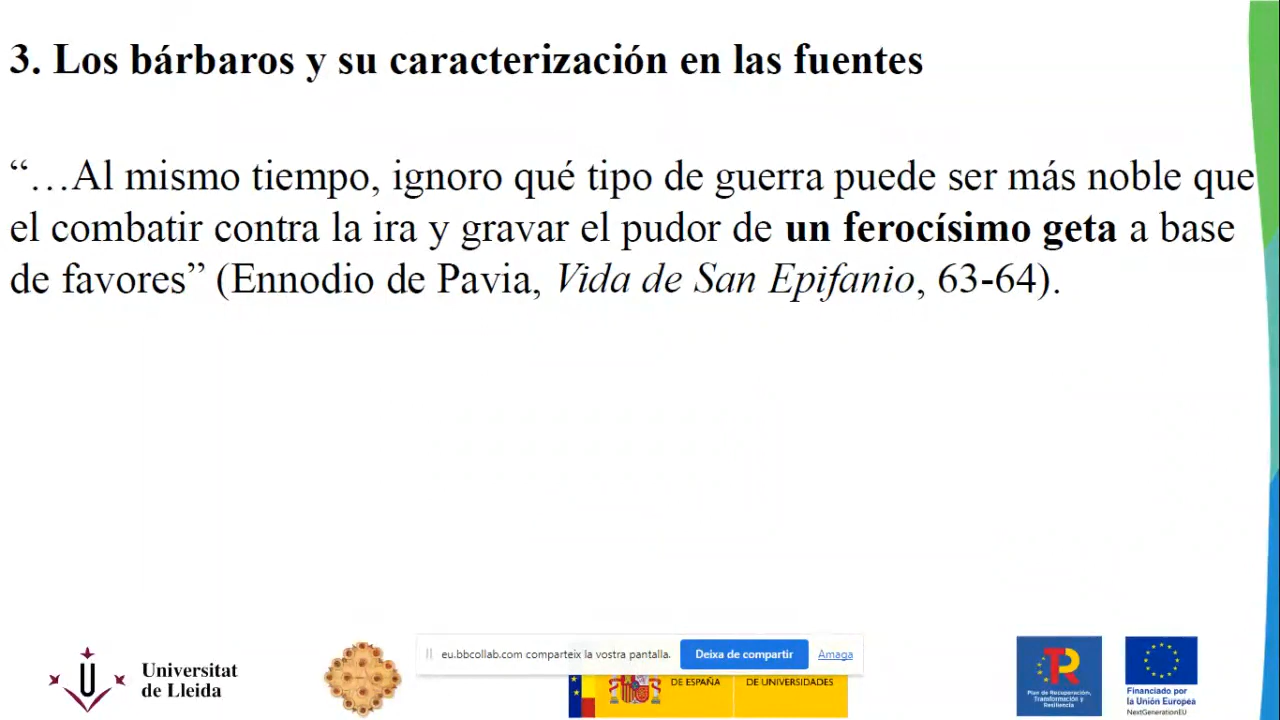 3. Los bárbaros y su caracterización en las fuentes
“…Al mismo tiempo, ignoro qué tipo de guerra puede ser más noble que
el combatir contra la ira y gravar el pudor de un ferocísimo geta a base
de favores” (Ennodio de Pavia, Vida de San Epifanio, 63-64).
Universitat
de Lleida
eu.bbcollab.com comparteix la vostra pantalla.
Deixa de compartir
Amaga
DE ESPAÑA
DE UNIVERSIDADES
Plan de Recuperación,
Transformación y
Resiliencia
Financiado por
la Unión Europea
NextGenerationEU